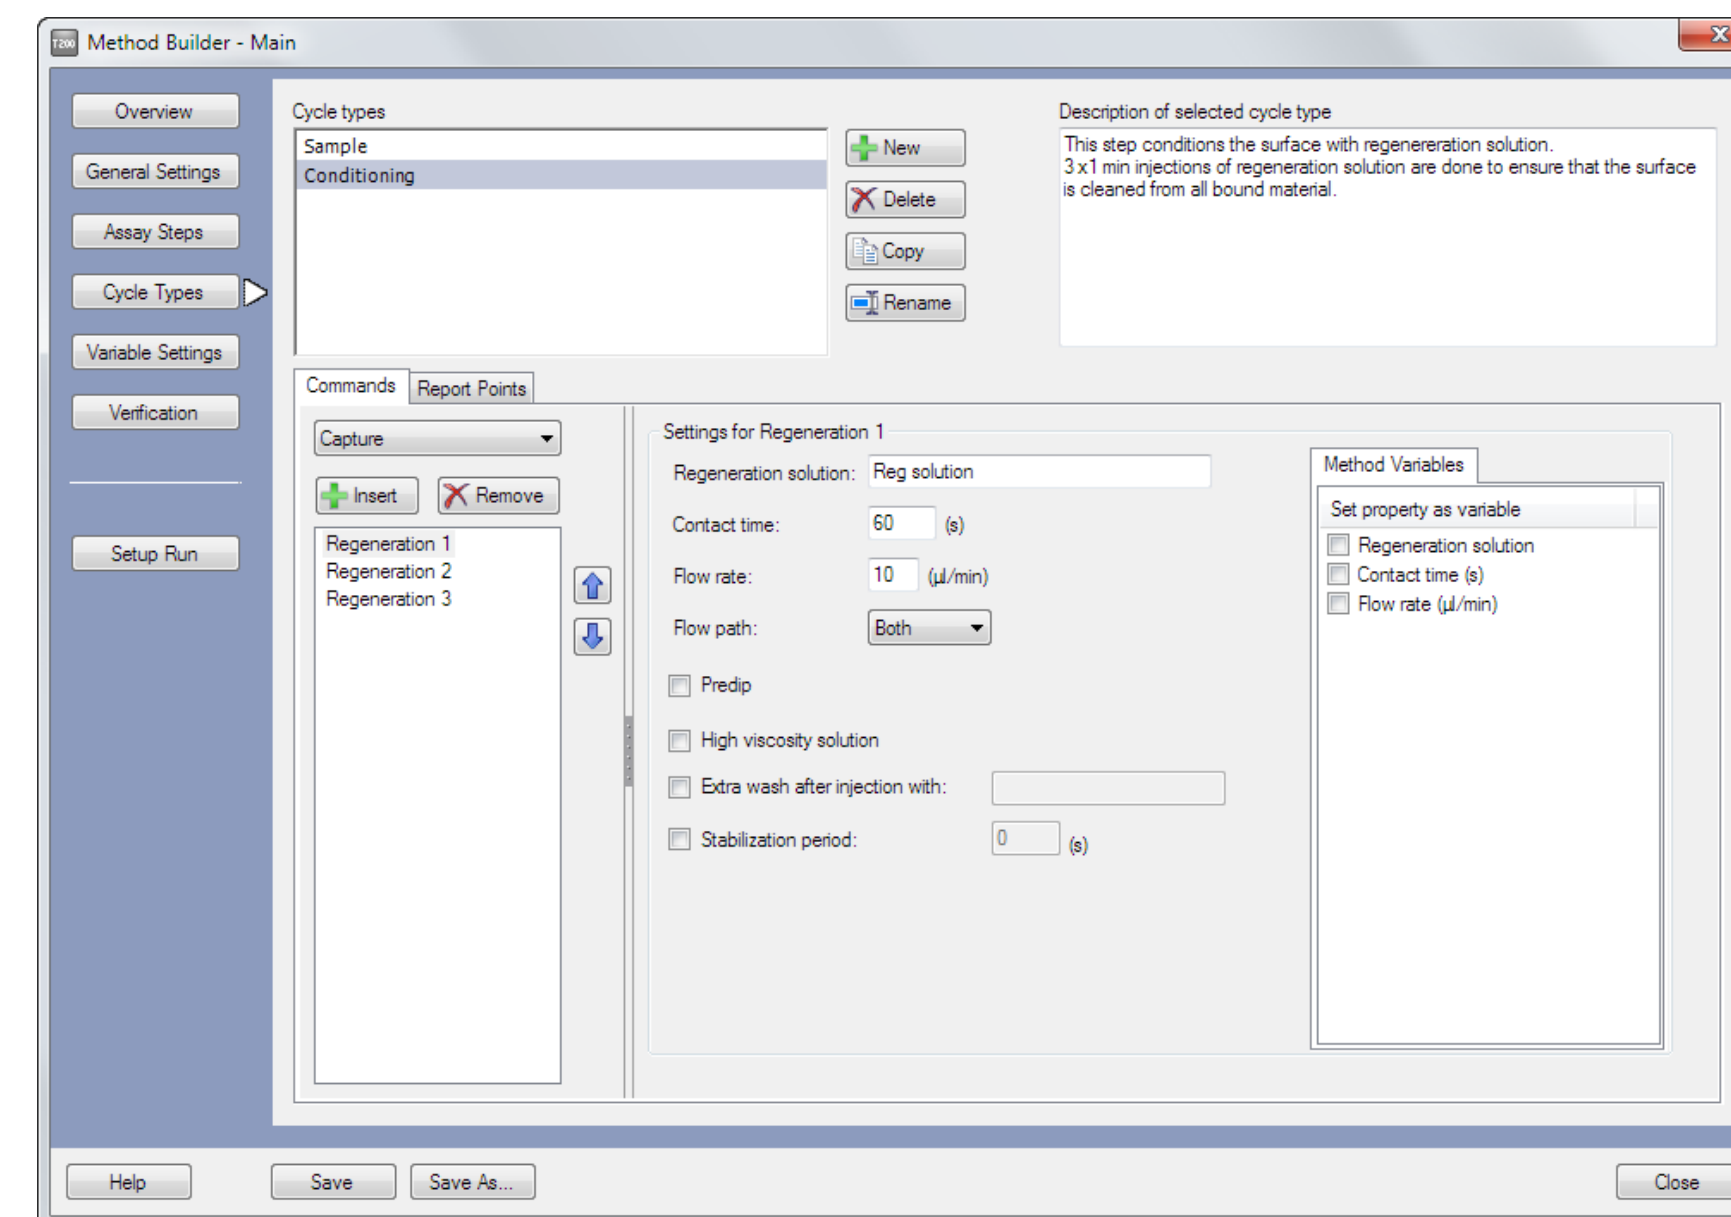 T200 Method Builder - Main
X
Overview
General Settings
Assay Steps
Cycle Types
Variable Settings
Verification
Setup Run
Cycle types
Sample
Conditioning
New
Delete
Copy
Rename
Description of selected cycle type
This step conditions the surface with regenereration solution.
3 x1 min injections of regeneration solution are done to ensure that the surface
is cleaned from all bound material.
Commands
Report Points
Capture
Insert
Remove
Regeneration 1
Regeneration 2
Regeneration 3
Settings for Regeneration 1
Regeneration solution: Reg solution
Contact time: 60 (s)
Flow rate: 10 (µl/min)
Flow path: Both
Predip
High viscosity solution
Extra wash after injection with:
Stabilization period: 0 (s)
Method Variables
Set property as variable
Regeneration solution
Contact time (s)
Flow rate (µl/min)
Help
Save
Save As...
Close